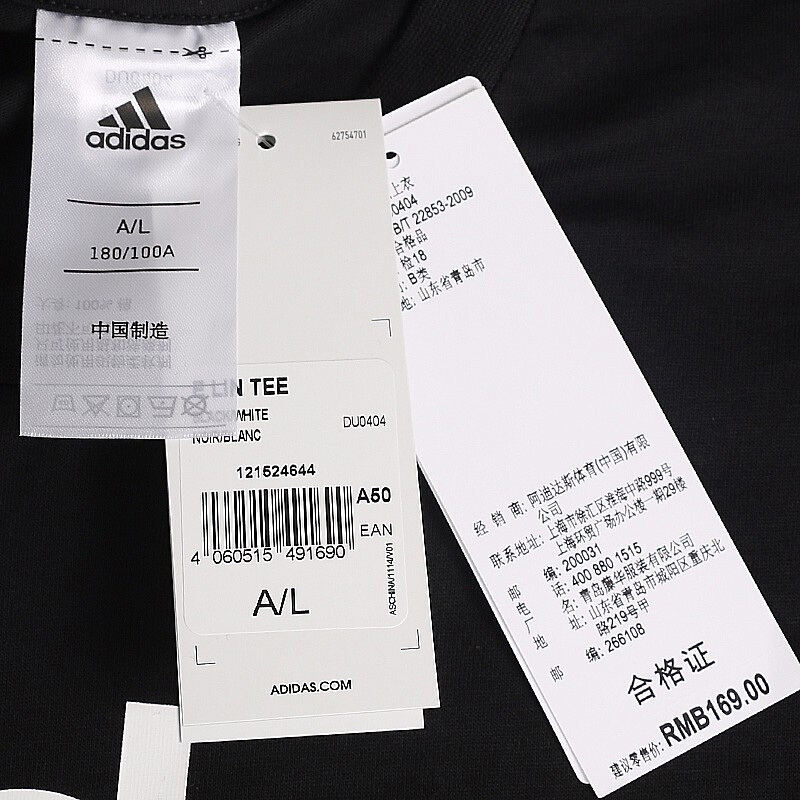 adidas
A/L
180/100A
中国制造
62754701
LIN TEE
BLACK/WHITE
NOIR/BLANC
DU0404
121524644
A50
EAN
4 060515 491690
A/L
ASCHINA/1114/V01
ADIDAS.COM
上衣
0404
B/T 22853-2009
合格品
检18
: B类
地: 山东省青岛市
经 销 商: 阿迪达斯体育(中国)有限
公司
联系地址: 上海市徐汇区淮海中路999号
上海环贸广场办公楼一期29楼
邮 编: 200031
电 话: 400 880 1515
厂 名: 青岛藤华服装有限公司
地 址: 山东省青岛市城阳区重庆北
路219号甲
邮 编: 266108
合格证
建议零售价: RMB169.00